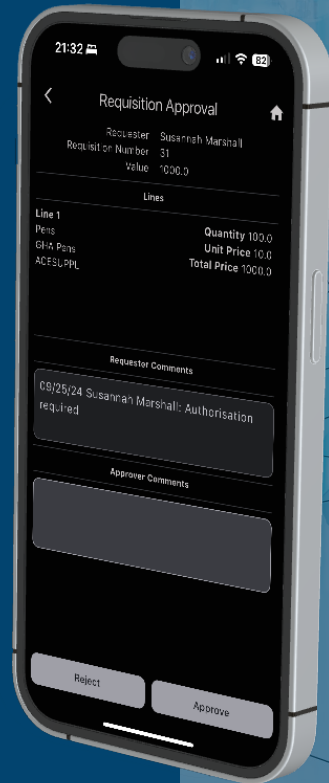 21:32
82
Requisition Approval
Requester Susannah Marshall
Requisition Number 31
Value 1000.0
Lines
Line 1
Pens
GHA Pens
ACESUPPL
Quantity 100.0
Unit Price 10.0
Total Price 1000.0
Requestor Comments
09/25/24 Susannah Marshall: Authorisation
required
Approver Comments
Reject
Approve